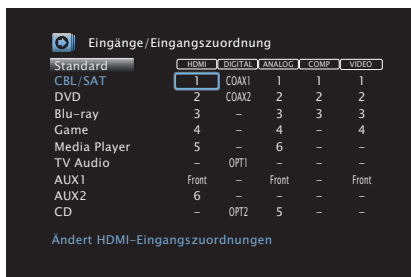 Eingänge/Eingangszuordnung
Standard HDMI DIGITAL ANALOG COMP VIDEO
CBL/SAT 1 COAX1 1 1 1
DVD 2 COAX2 2 2 2
Blu-ray 3 – 3 3 3
Game 4 – 4 – 4
Media Player 5 – 6 – –
TV Audio – OPT1 – – –
AUX1 Front – Front – Front
AUX2 6 – – – –
CD – OPT2 5 – –
Ändert HDMI-Eingangszuordnungen